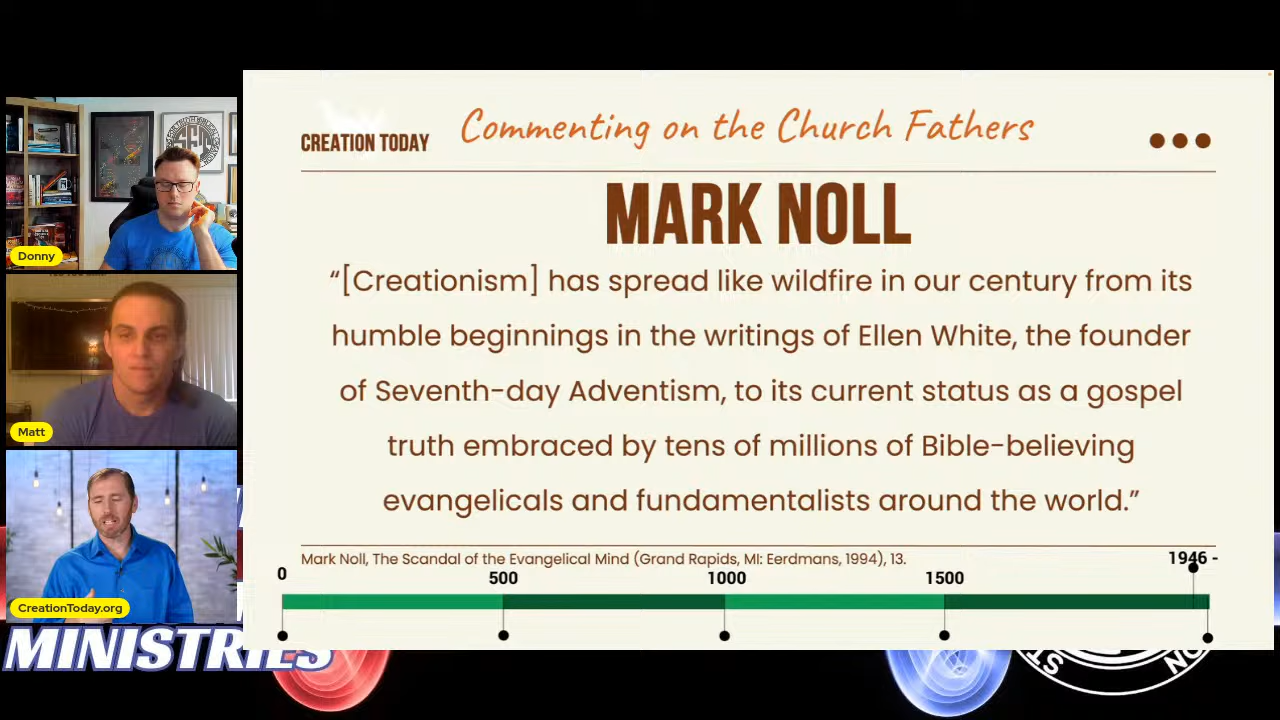 Commenting on the Church Fathers
CREATION TODAY
MARK NOLL
“[Creationism] has spread like wildfire in our century from its
humble beginnings in the writings of Ellen White, the founder
of Seventh-day Adventism, to its current status as a gospel
truth embraced by tens of millions of Bible-believing
evangelicals and fundamentalists around the world.”
Mark Noll, The Scandal of the Evangelical Mind (Grand Rapids, MI: Eerdmans, 1994), 13.
1946 -
0
500
1000
1500
Donny
Matt
CreationToday.org
MINISTRIES